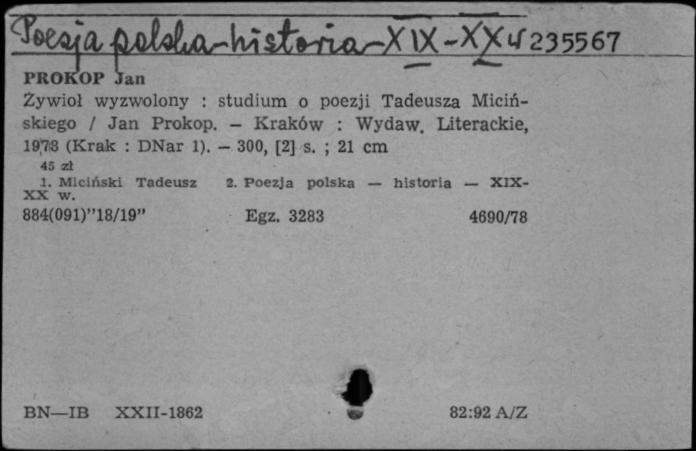 Poezja polska-historia-XIX-XX w 235567
PROKOP Jan
Żywioł wyzwolony : studium o poezji Tadeusza Miciń-
skiego / Jan Prokop. — Kraków : Wydaw. Literackie,
1978 (Krak : DNar 1). — 300, [2] s. ; 21 cm
45 zł
1. Miciński Tadeusz 2. Poezja polska — historia — XIX-
XX w.
884(091)"18/19" Egz. 3283 4690/78
BN—IB XXII-1862 82:92 A/Z